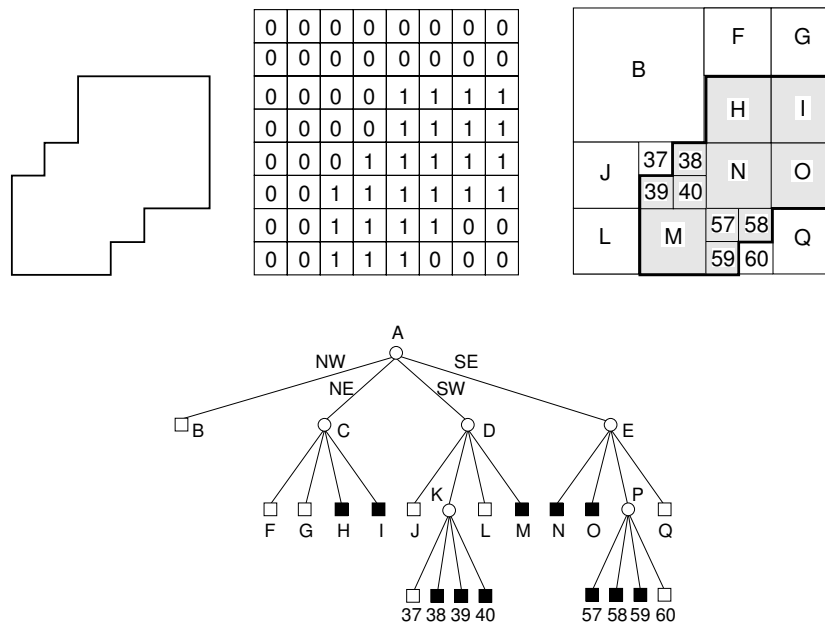 0 0 0 0 0 0 0 0
0 0 0 0 0 0 0 0
0 0 0 0 1 1 1 1
0 0 0 0 1 1 1 1
0 0 0 1 1 1 1 1
0 0 1 1 1 1 1 1
0 0 1 1 1 1 0 0
0 0 1 1 1 0 0 0
F G
B
H I
37 38
J N O
39 40
57 58
L M Q
59 60
A
NW SE
NE SW
B C D E
K P
F G H I J L M N O Q
37 38 39 40 57 58 59 60